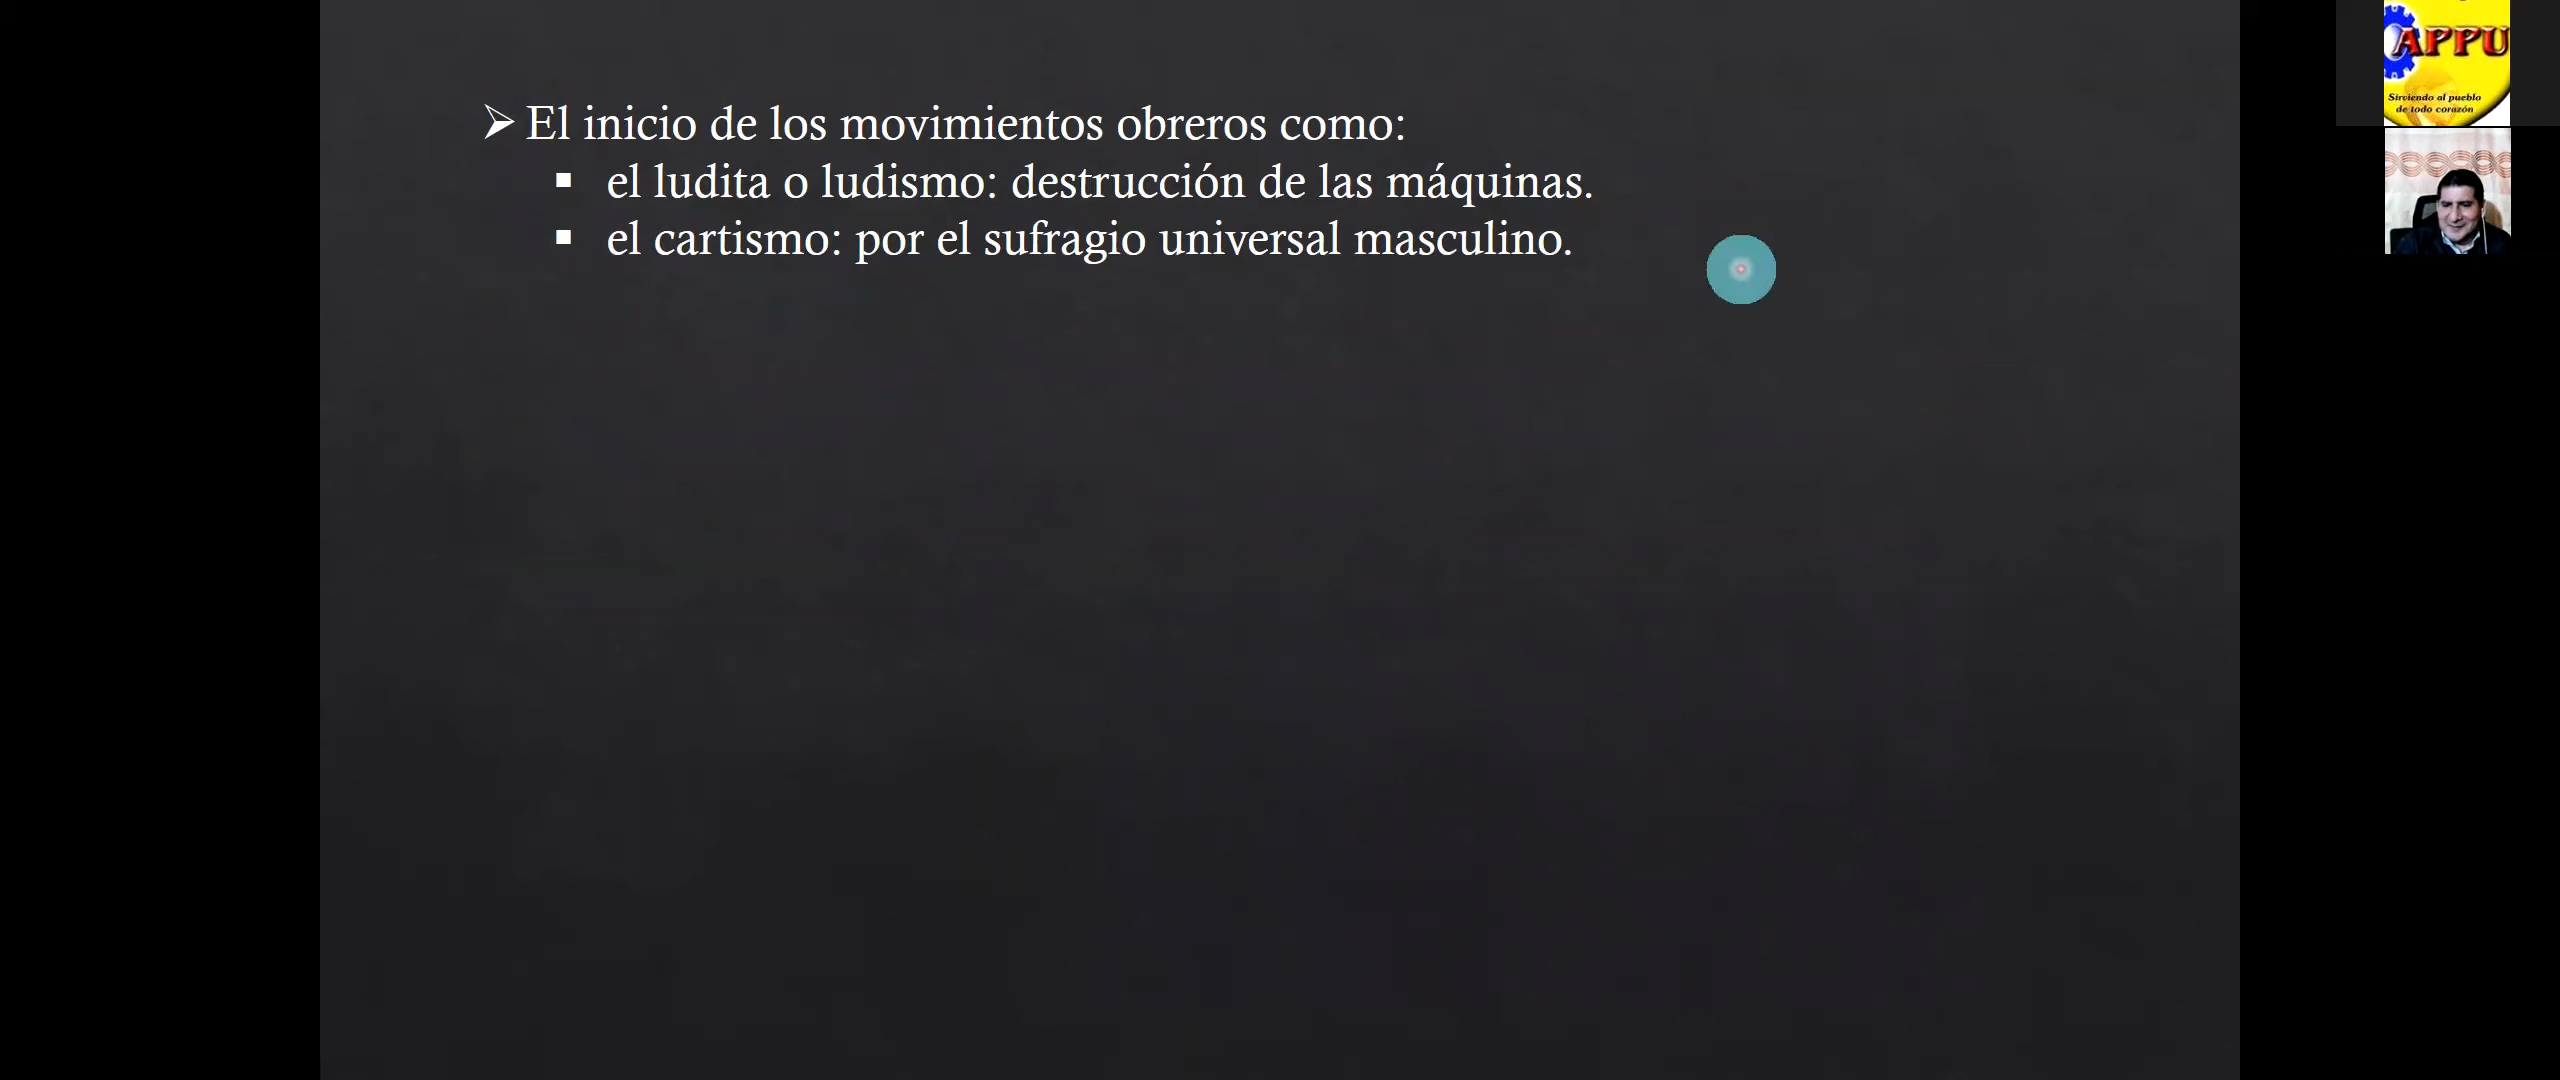 ➢ El inicio de los movimientos obreros como:
▪ el ludita o ludismo: destrucción de las máquinas.
▪ el cartismo: por el sufragio universal masculino.
CAPPU
Sirviendo al pueblo
de todo corazón